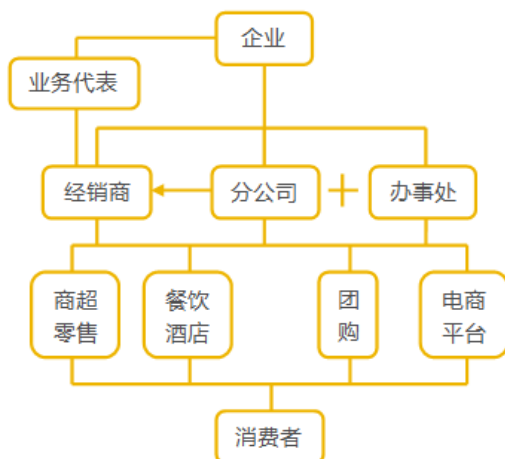 企业
业务代表
经销商
分公司
办事处
商超
零售
餐饮
酒店
团
购
电商
平台
消费者